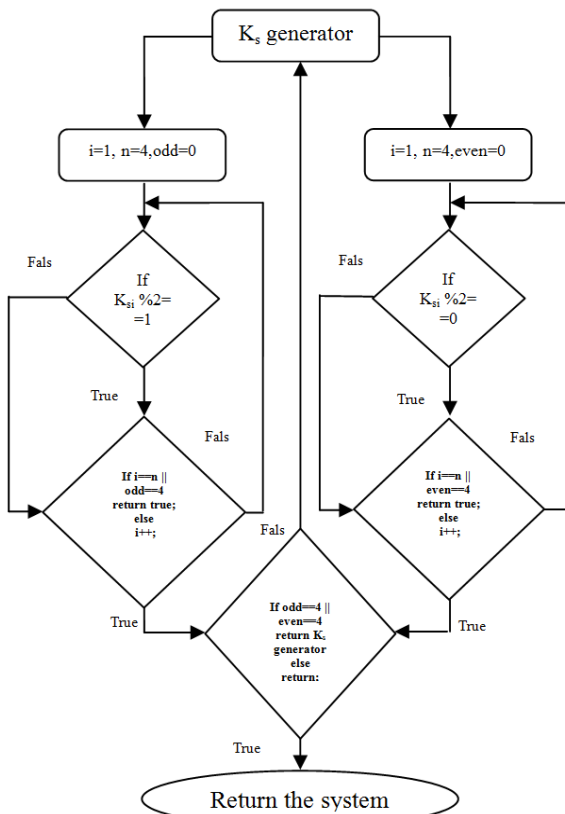 Ks generator
i=1, n=4,odd=0
i=1, n=4,even=0
Fals
If
Ksi %2=
=1
Fals
If
Ksi %2=
=0
True
True
Fals
Fals
If i==n ||
odd==4
return true;
else
i++;
If i==n ||
even==4
return true;
else
i++;
Fals
True
True
If odd==4 ||
even==4
return Ks
generator
else
return:
True
Return the system